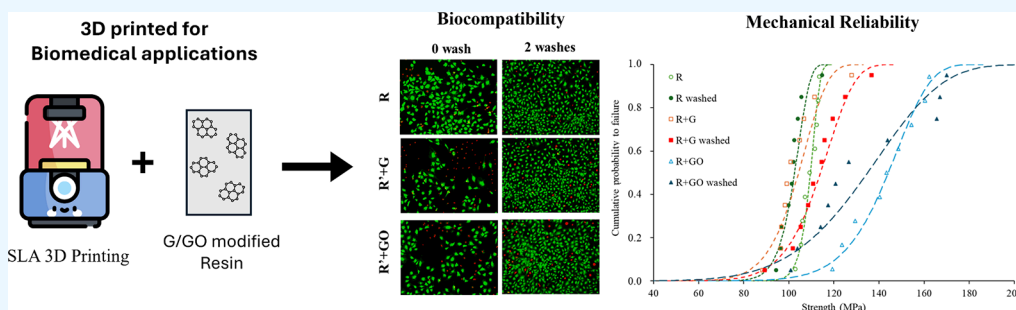 3D printed for
Biomedical applications
SLA 3D Printing
+
G/GO modified
Resin
Biocompatibility
0 wash
2 washes
R
R'+G
R'+GO
Mechanical Reliability
Cumulative probability to failure
1.0
0.8
0.6
0.4
0.2
0.0
R
R washed
R+G
R+G washed
R+GO
R+GO washed
40
60
80
100
120
140
160
180
200
Strength (MPa)